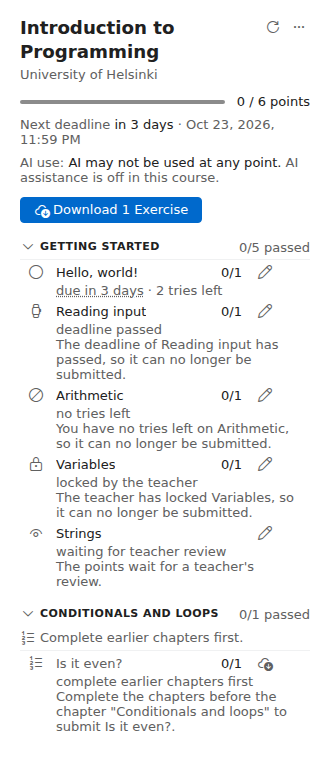 Introduction to
Programming
University of Helsinki
0 / 6 points
Next deadline in 3 days · Oct 23, 2026,
11:59 PM
AI use: AI may not be used at any point. AI
assistance is off in this course.
Download 1 Exercise
GETTING STARTED 0/5 passed
Hello, world! 0/1
due in 3 days · 2 tries left
Reading input 0/1
deadline passed
The deadline of Reading input has
passed, so it can no longer be
submitted.
Arithmetic 0/1
no tries left
You have no tries left on Arithmetic,
so it can no longer be submitted.
Variables 0/1
locked by the teacher
The teacher has locked Variables, so
it can no longer be submitted.
Strings
waiting for teacher review
The points wait for a teacher's
review.
CONDITIONALS AND LOOPS 0/1 passed
Complete earlier chapters first.
Is it even? 0/1
complete earlier chapters first
Complete the chapters before the
chapter "Conditionals and loops" to
submit Is it even?.